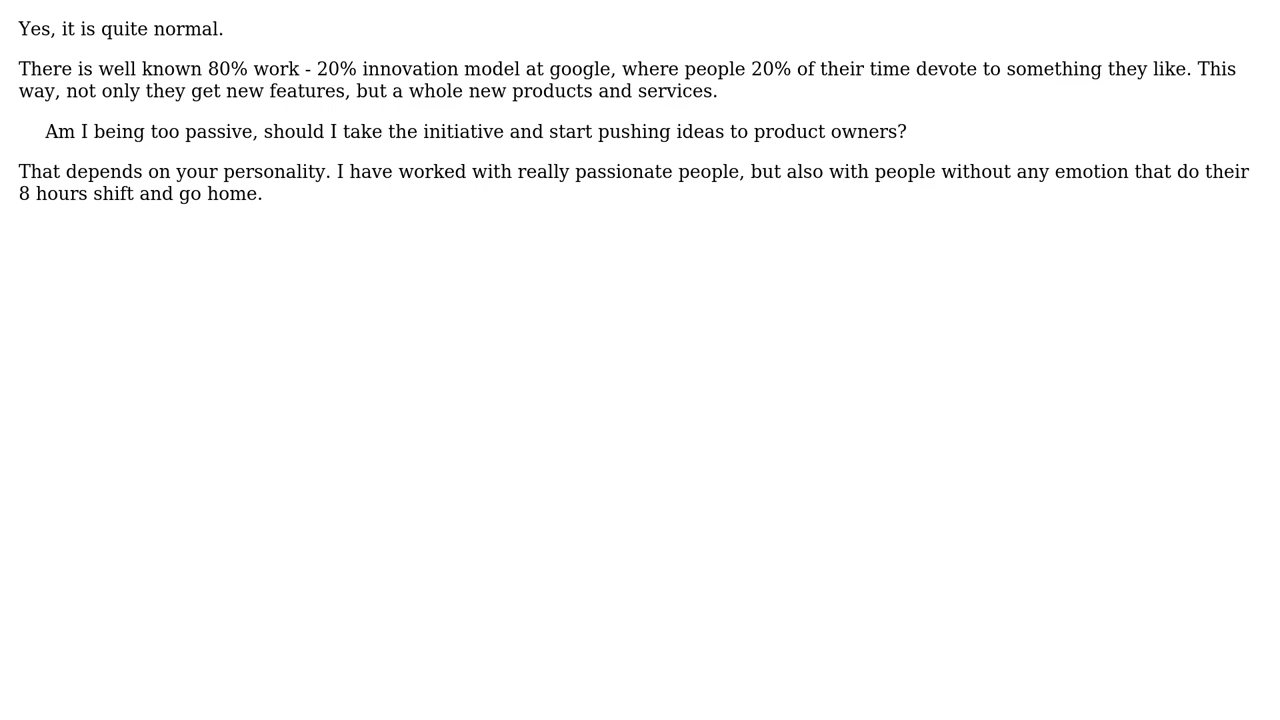 Yes, it is quite normal.
There is well known 80% work - 20% innovation model at google, where people 20% of their time devote to something they like. This
way, not only they get new features, but a whole new products and services.
Am I being too passive, should I take the initiative and start pushing ideas to product owners?
That depends on your personality. I have worked with really passionate people, but also with people without any emotion that do their
8 hours shift and go home.